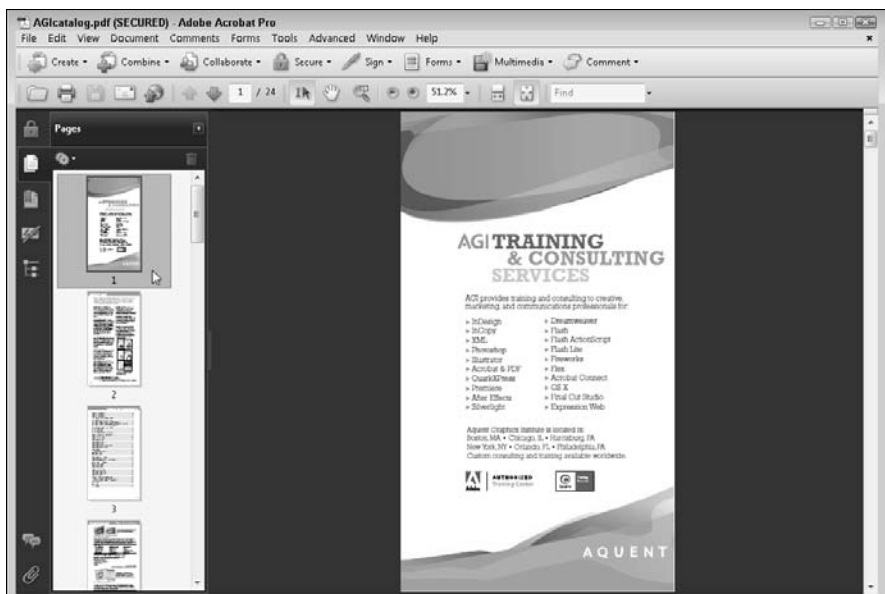 AGIcatalog.pdf (SECURED) - Adobe Acrobat Pro
File Edit View Document Comments Forms Tools Advanced Window Help
Create Combine Collaborate Secure Sign Forms Multimedia Comment
1 / 24 51.2% Find
Pages
1
2
3
AGI TRAINING
& CONSULTING
SERVICES
AGI provides training and consulting to creative,
marketing, and communications professionals for:
» InDesign
» InCopy
» XML
» Photoshop
» Illustrator
» Acrobat & PDF
» QuarkXPress
» Premiere
» After Effects
» Silverlight
» Dreamweaver
» Flash
» Flash ActionScript
» Flash Lite
» Fireworks
» Flex
» Acrobat Connect
» OS X
» Final Cut Studio
» Expression Web
Aquent Graphics Institute is located in:
Boston, MA • Chicago, IL • Harrisburg, PA
New York, NY • Orlando, FL • Philadelphia, PA
Custom consulting and training available worldwide.
AUTHORIZED
Training Center
AQUENT